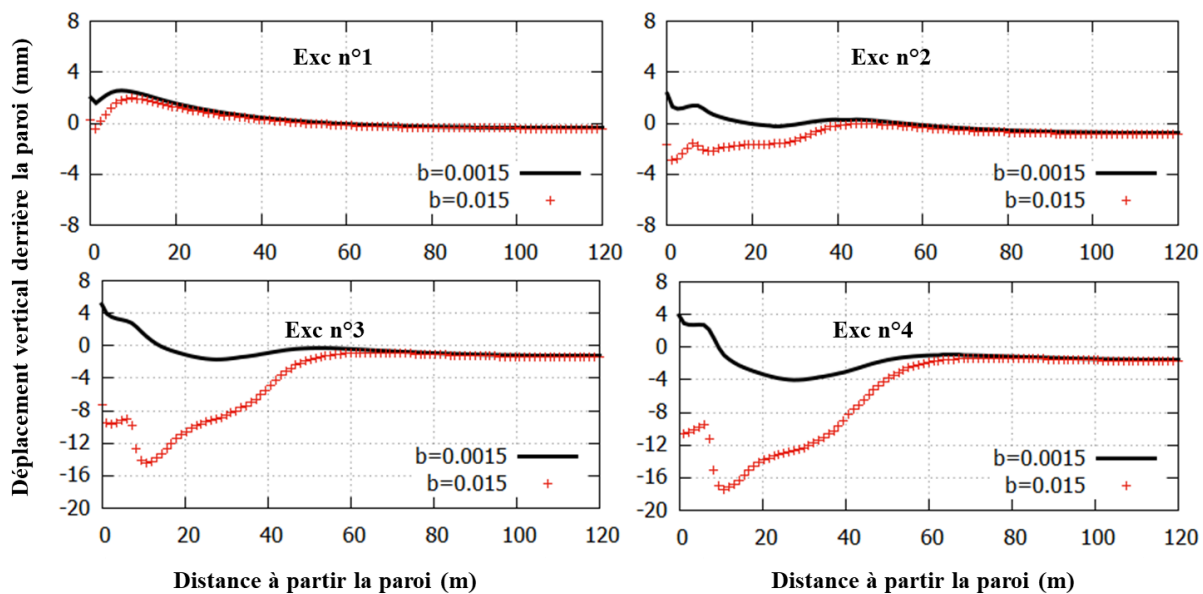 Déplacement vertical derrière la paroi (mm)
8
4
0
-4
-8
Exc n°1
b=0.0015
b=0.015
0 20 40 60 80 100 120
8
4
0
-4
-8
Exc n°2
b=0.0015
b=0.015
0 20 40 60 80 100 120
8
4
0
-4
-8
-12
-16
-20
Exc n°3
b=0.0015
b=0.015
0 20 40 60 80 100 120
8
4
0
-4
-8
-12
-16
-20
Exc n°4
b=0.0015
b=0.015
0 20 40 60 80 100 120
Distance à partir la paroi (m)
Distance à partir la paroi (m)